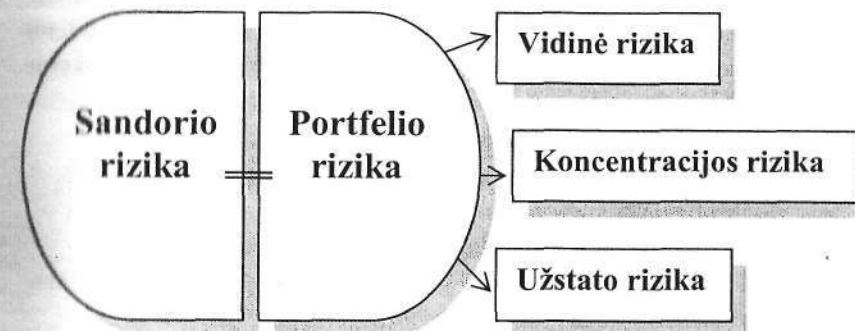 Sandorio
rizika
Portfelio
rizika
Vidinė rizika
Koncentracijos rizika
Užstato rizika